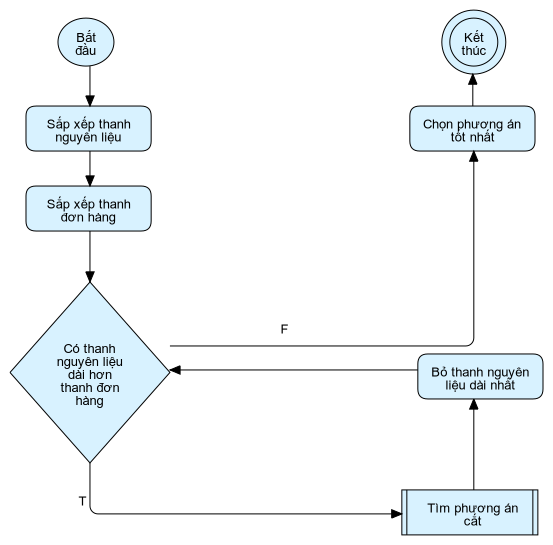 Bắt
đầu
Sắp xếp thanh
nguyên liệu
Sắp xếp thanh
đơn hàng
Có thanh
nguyên liệu
dài hơn
thanh đơn
hàng
T
F
Tìm phương án
cắt
Bỏ thanh nguyên
liệu dài nhất
Chọn phương án
tốt nhất
Kết
thúc